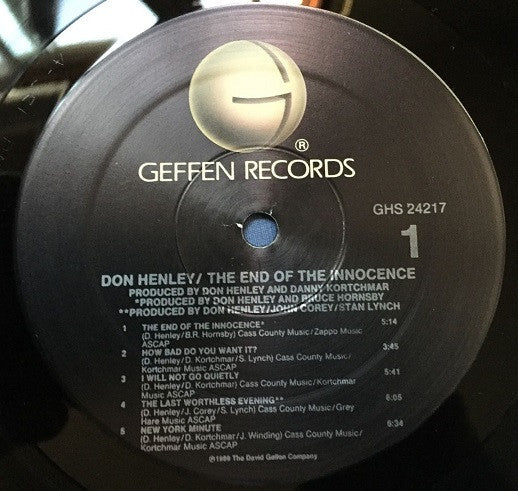 G
®
GEFFEN RECORDS
GHS 24217
1
DON HENLEY/ THE END OF THE INNOCENCE
PRODUCED BY DON HENLEY AND DANNY KORTCHMAR
*PRODUCED BY DON HENLEY AND BRUCE HORNSBY
**PRODUCED BY DON HENLEY/JOHN COREY/STAN LYNCH
1 THE END OF THE INNOCENCE* 5:14
(D. Henley/B.R. Hornsby) Cass County Music/Zappo Music
ASCAP
2 HOW BAD DO YOU WANT IT? 3:45
(D. Henley/D. Kortchmar/S. Lynch) Cass County Music/
Kortchmar Music ASCAP
3 I WILL NOT GO QUIETLY 5:41
(D. Henley/D. Kortchmar) Cass County Music/Kortchmar
Music ASCAP
4 THE LAST WORTHLESS EVENING** 6:05
(D. Henley/J. Corey/S. Lynch) Cass County Music/Grey
Hare Music ASCAP
5 NEW YORK MINUTE 6:34
(D. Henley/D. Kortchmar/J. Winding) Cass County Music/
Kortchmar Music ASCAP
℗1989 The David Geffen Company